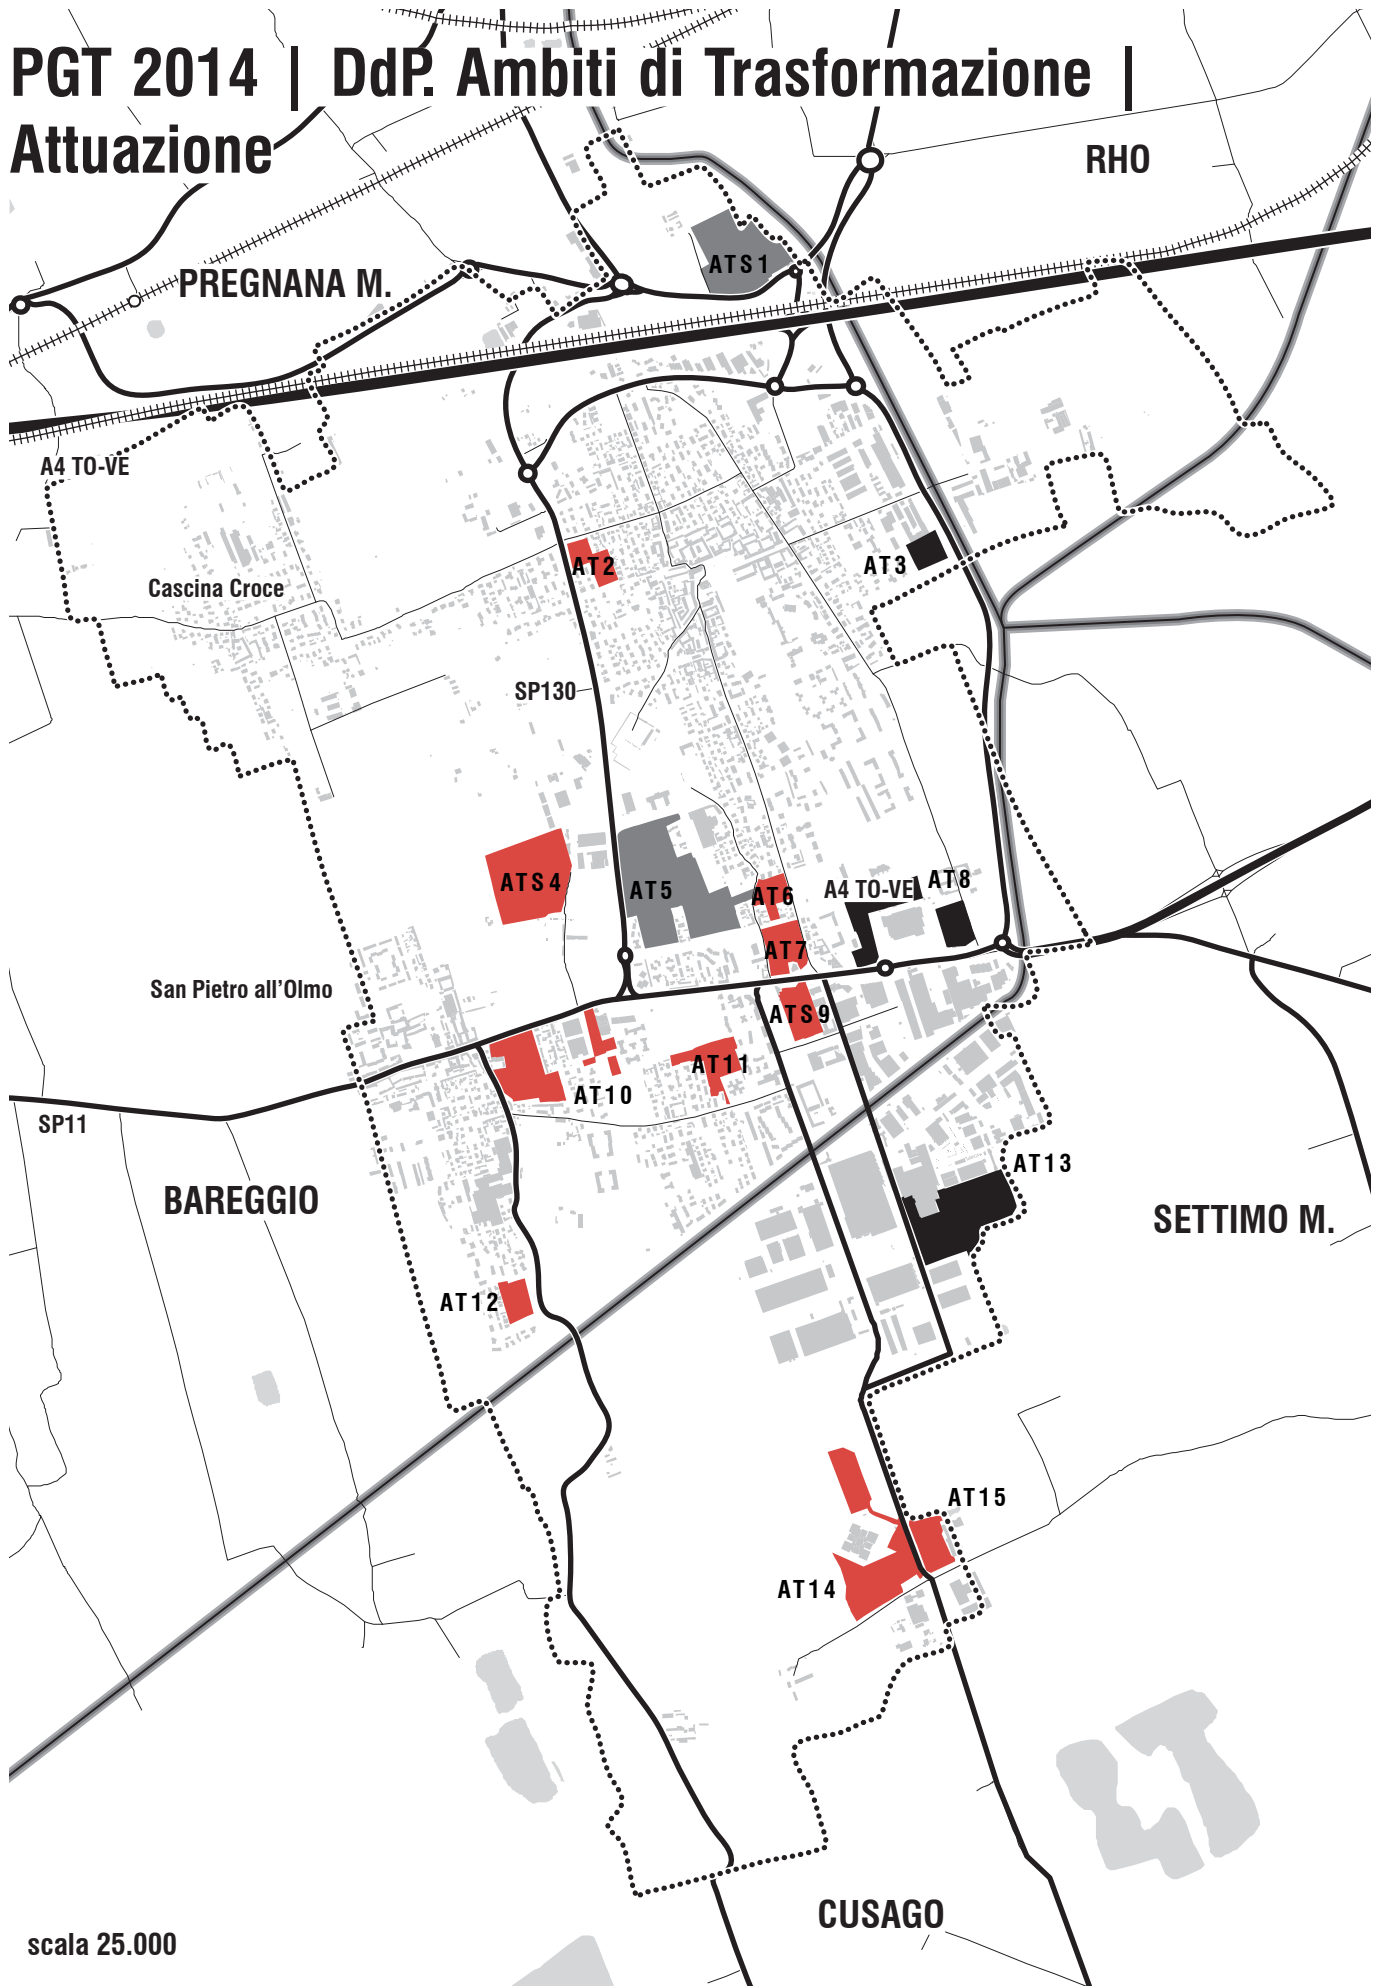 PGT 2014 | DdP. Ambiti di Trasformazione |
Attuazione
RHO
ATS1
PREGNANA M.
A4 TO-VE
AT2
AT3
Cascina Croce
SP130
ATS4
AT5
AT6
A4 TO-VE
AT8
AT7
San Pietro all'Olmo
ATS9
AT11
AT10
SP11
AT13
BAREGGIO
SETTIMO M.
AT12
AT15
AT14
CUSAGO
scala 25.000